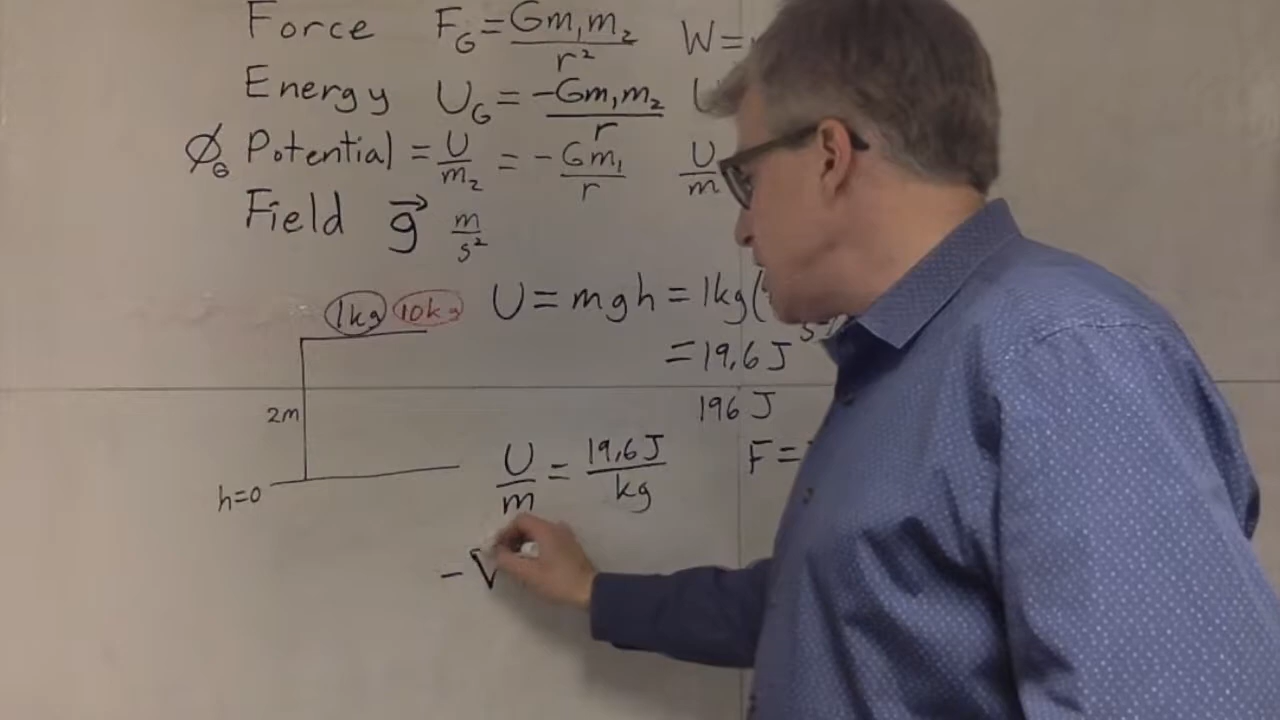 Force F_G = Gm₁m₂/r² W =
Energy U_G = -Gm₁m₂/r U
ϕ_G Potential = U/m₂ = -Gm₁/r U/m
Field g⃗ m/s²
1kg 10kg U = mgh = 1kg(
= 19.6 J
2m 196 J
U/m = 19.6J/kg F =
h=0
-